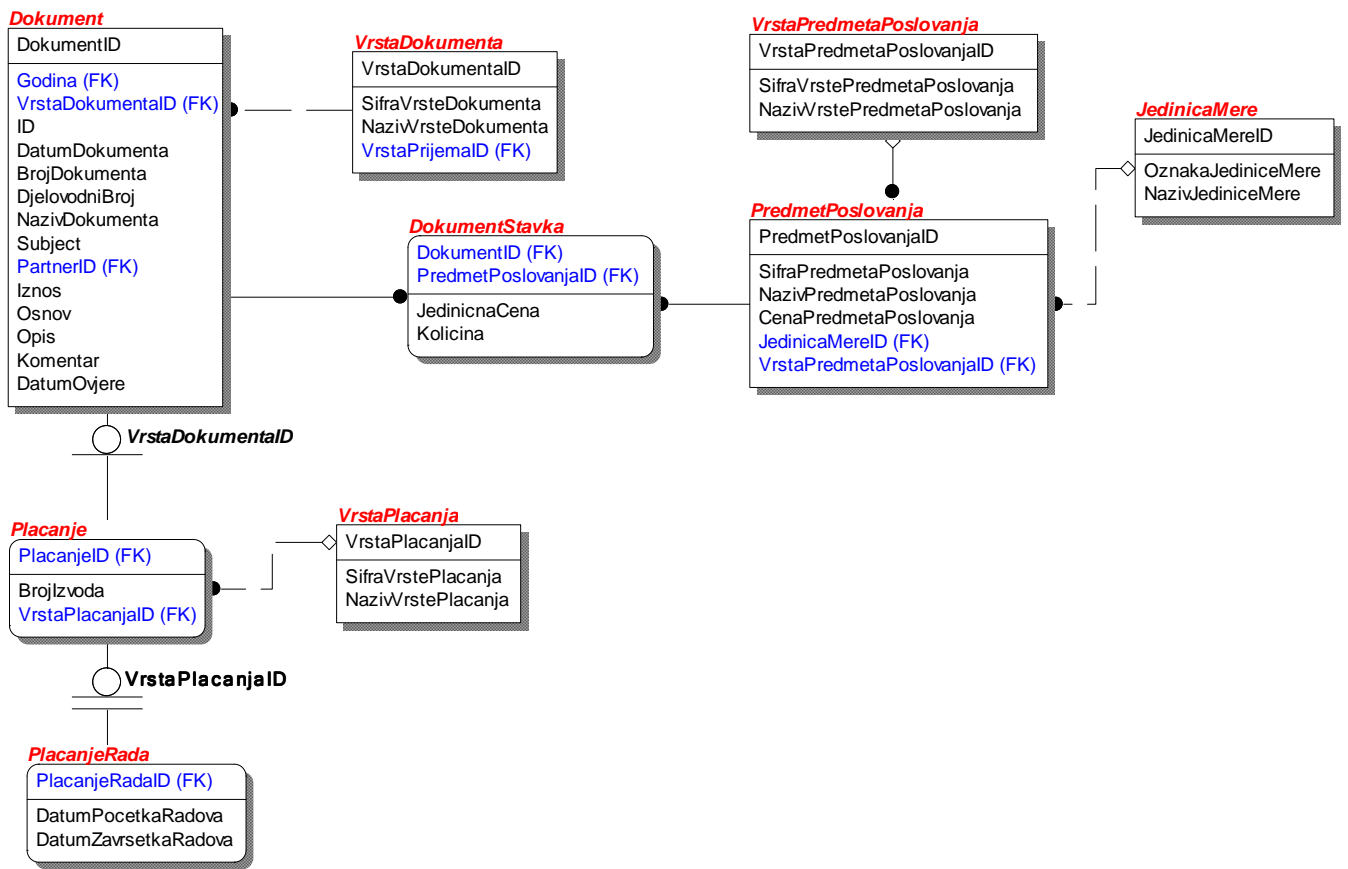 Dokument
DokumentID
Godina (FK)
VrstaDokumentaID (FK)
ID
DatumDokumenta
BrojDokumenta
DjelovodniBroj
NazivDokumenta
Subject
PartnerID (FK)
Iznos
Osnov
Opis
Komentar
DatumOvjere
VrstaDokumenta
VrstaDokumentaID
SifraVrsteDokumenta
NazivVrsteDokumenta
VrstaPrijemaID (FK)
VrstaPredmetaPoslovanja
VrstaPredmetaPoslovanjaID
SifraVrstePredmetaPoslovanja
NazivVrstePredmetaPoslovanja
JedinicaMere
JedinicaMereID
OznakaJediniceMere
NazivJediniceMere
DokumentStavka
DokumentID (FK)
PredmetPoslovanjaID (FK)
JedinicnaCena
Kolicina
PredmetPoslovanja
PredmetPoslovanjaID
SifraPredmetaPoslovanja
NazivPredmetaPoslovanja
CenaPredmetaPoslovanja
JedinicaMereID (FK)
VrstaPredmetaPoslovanjaID (FK)
VrstaDokumentaID
Placanje
PlacanjeID (FK)
BrojIzvoda
VrstaPlacanjaID (FK)
VrstaPlacanja
VrstaPlacanjaID
SifraVrstePlacanja
NazivVrstePlacanja
VrstaPlacanjaID
PlacanjeRada
PlacanjeRadaID (FK)
DatumPocetkaRadova
DatumZavrsetkaRadova